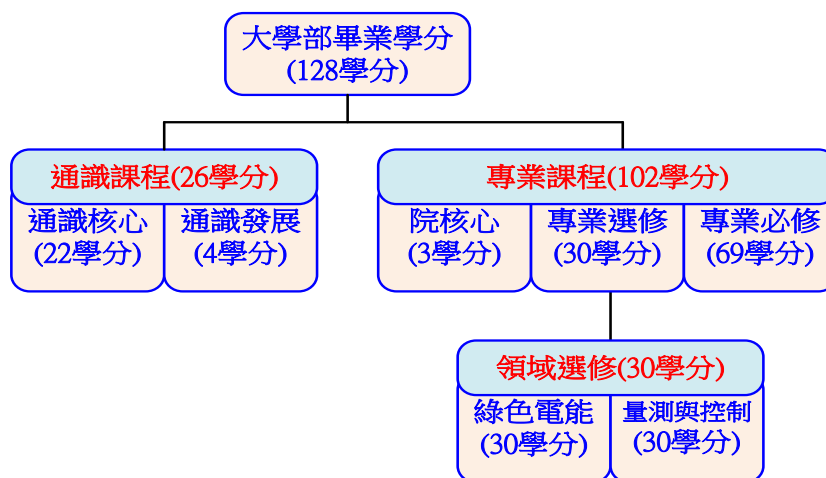 大學部畢業學分
(128學分)
通識課程(26學分)
通識核心
(22學分)
通識發展
(4學分)
專業課程(102學分)
院核心
(3學分)
專業選修
(30學分)
專業必修
(69學分)
領域選修(30學分)
綠色電能
(30學分)
量測與控制
(30學分)